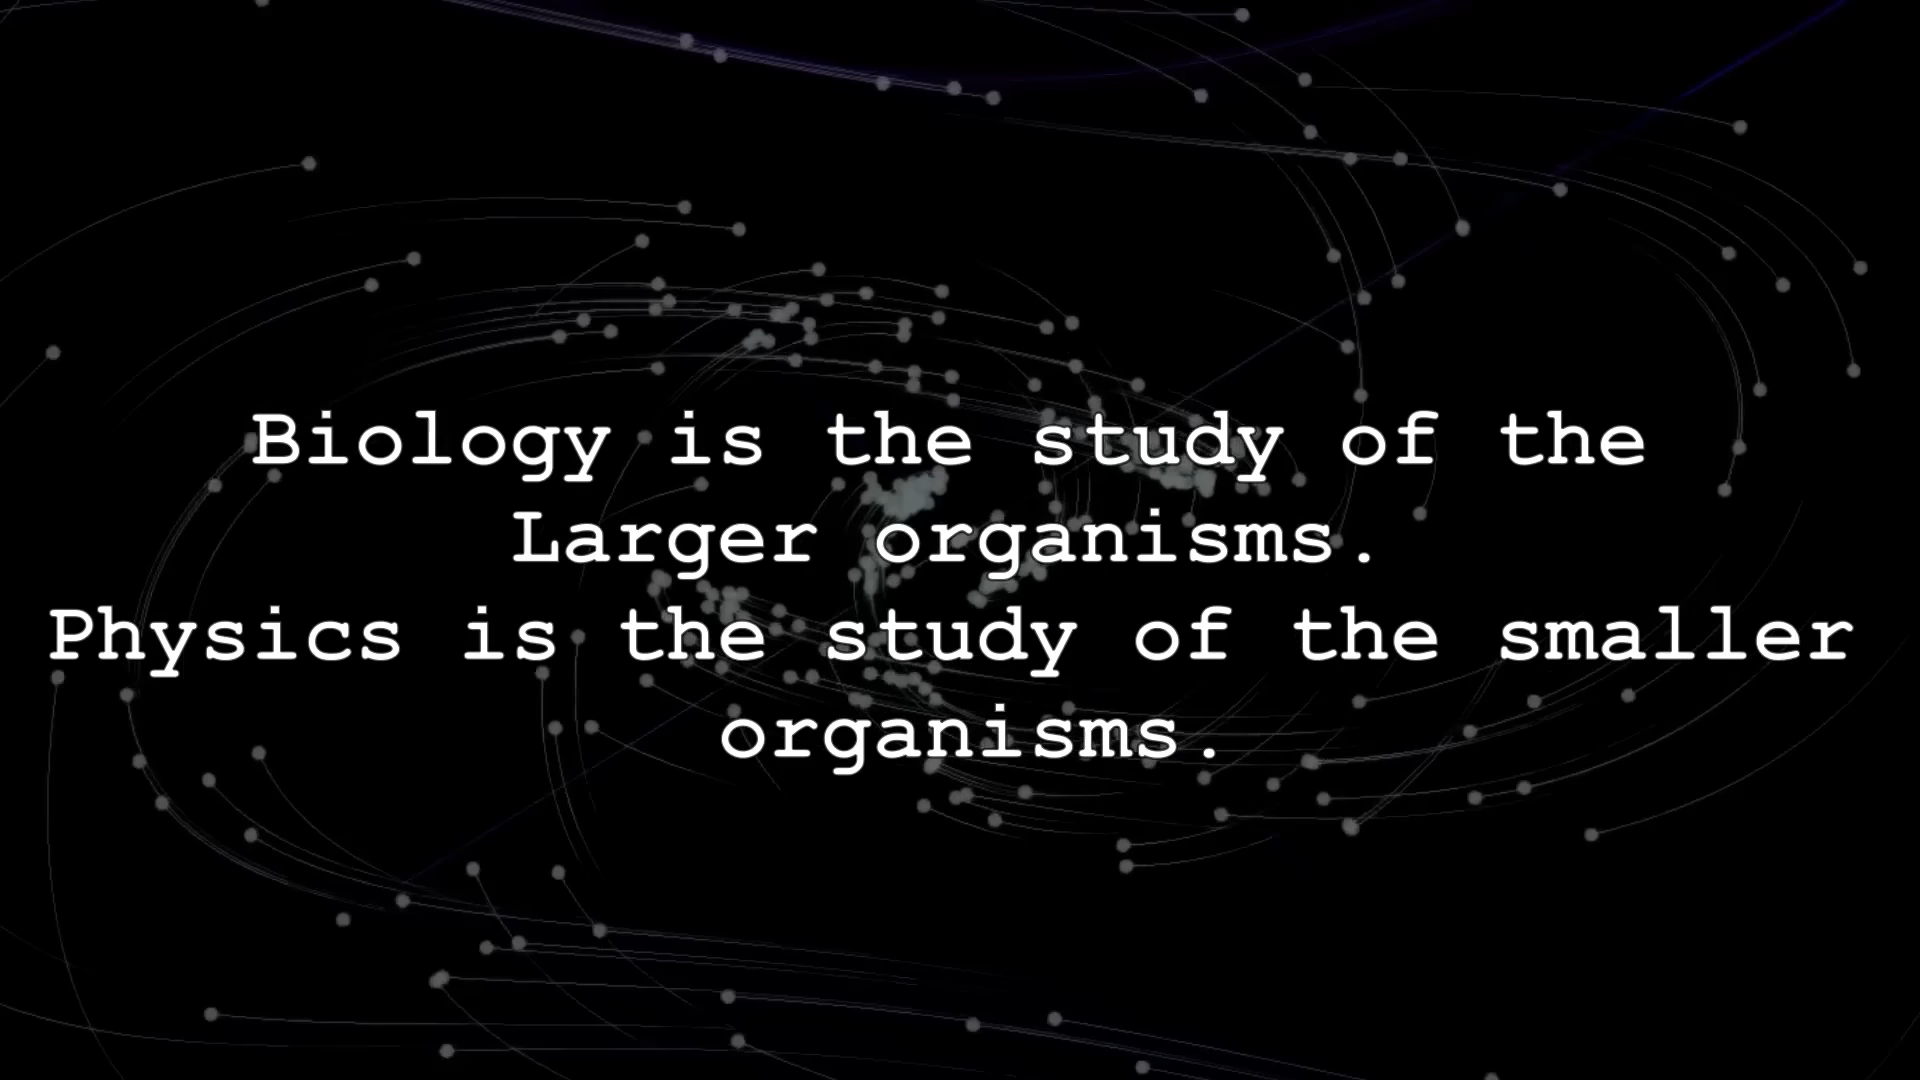 Biology is the study of the
Larger organisms.
Physics is the study of the smaller
organisms.